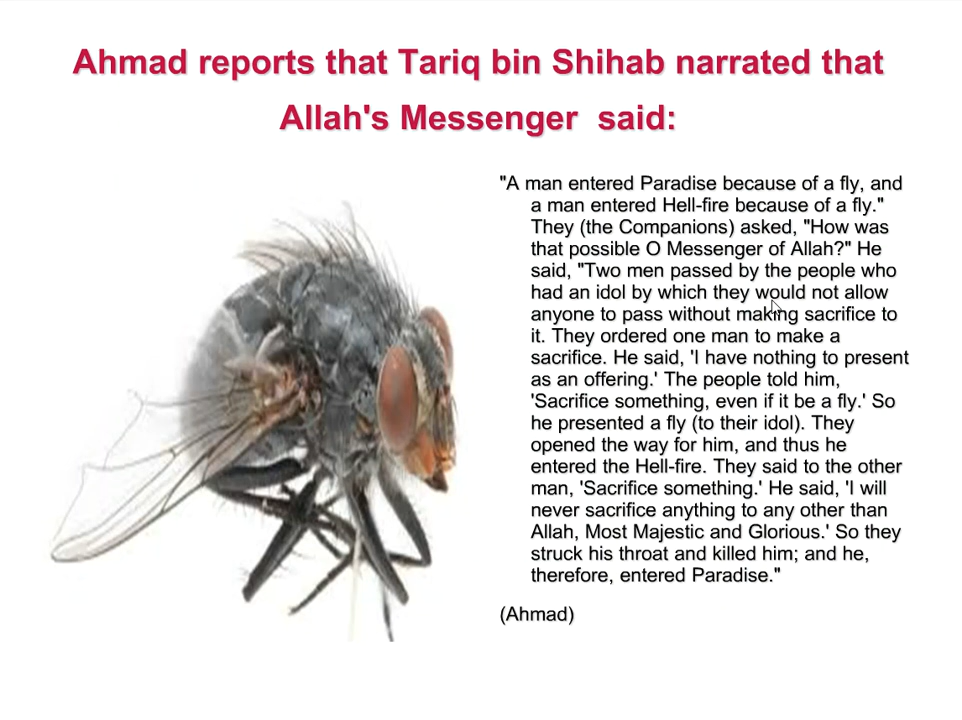 Ahmad reports that Tariq bin Shihab narrated that
Allah's Messenger  said:
"A man entered Paradise because of a fly, and
a man entered Hell-fire because of a fly."
They (the Companions) asked, "How was
that possible O Messenger of Allah?" He
said, "Two men passed by the people who
had an idol by which they would not allow
anyone to pass without making sacrifice to
it. They ordered one man to make a
sacrifice. He said, 'I have nothing to present
as an offering.' The people told him,
'Sacrifice something, even if it be a fly.' So
he presented a fly (to their idol). They
opened the way for him, and thus he
entered the Hell-fire. They said to the other
man, 'Sacrifice something.' He said, 'I will
never sacrifice anything to any other than
Allah, Most Majestic and Glorious.' So they
struck his throat and killed him; and he,
therefore, entered Paradise."
(Ahmad)